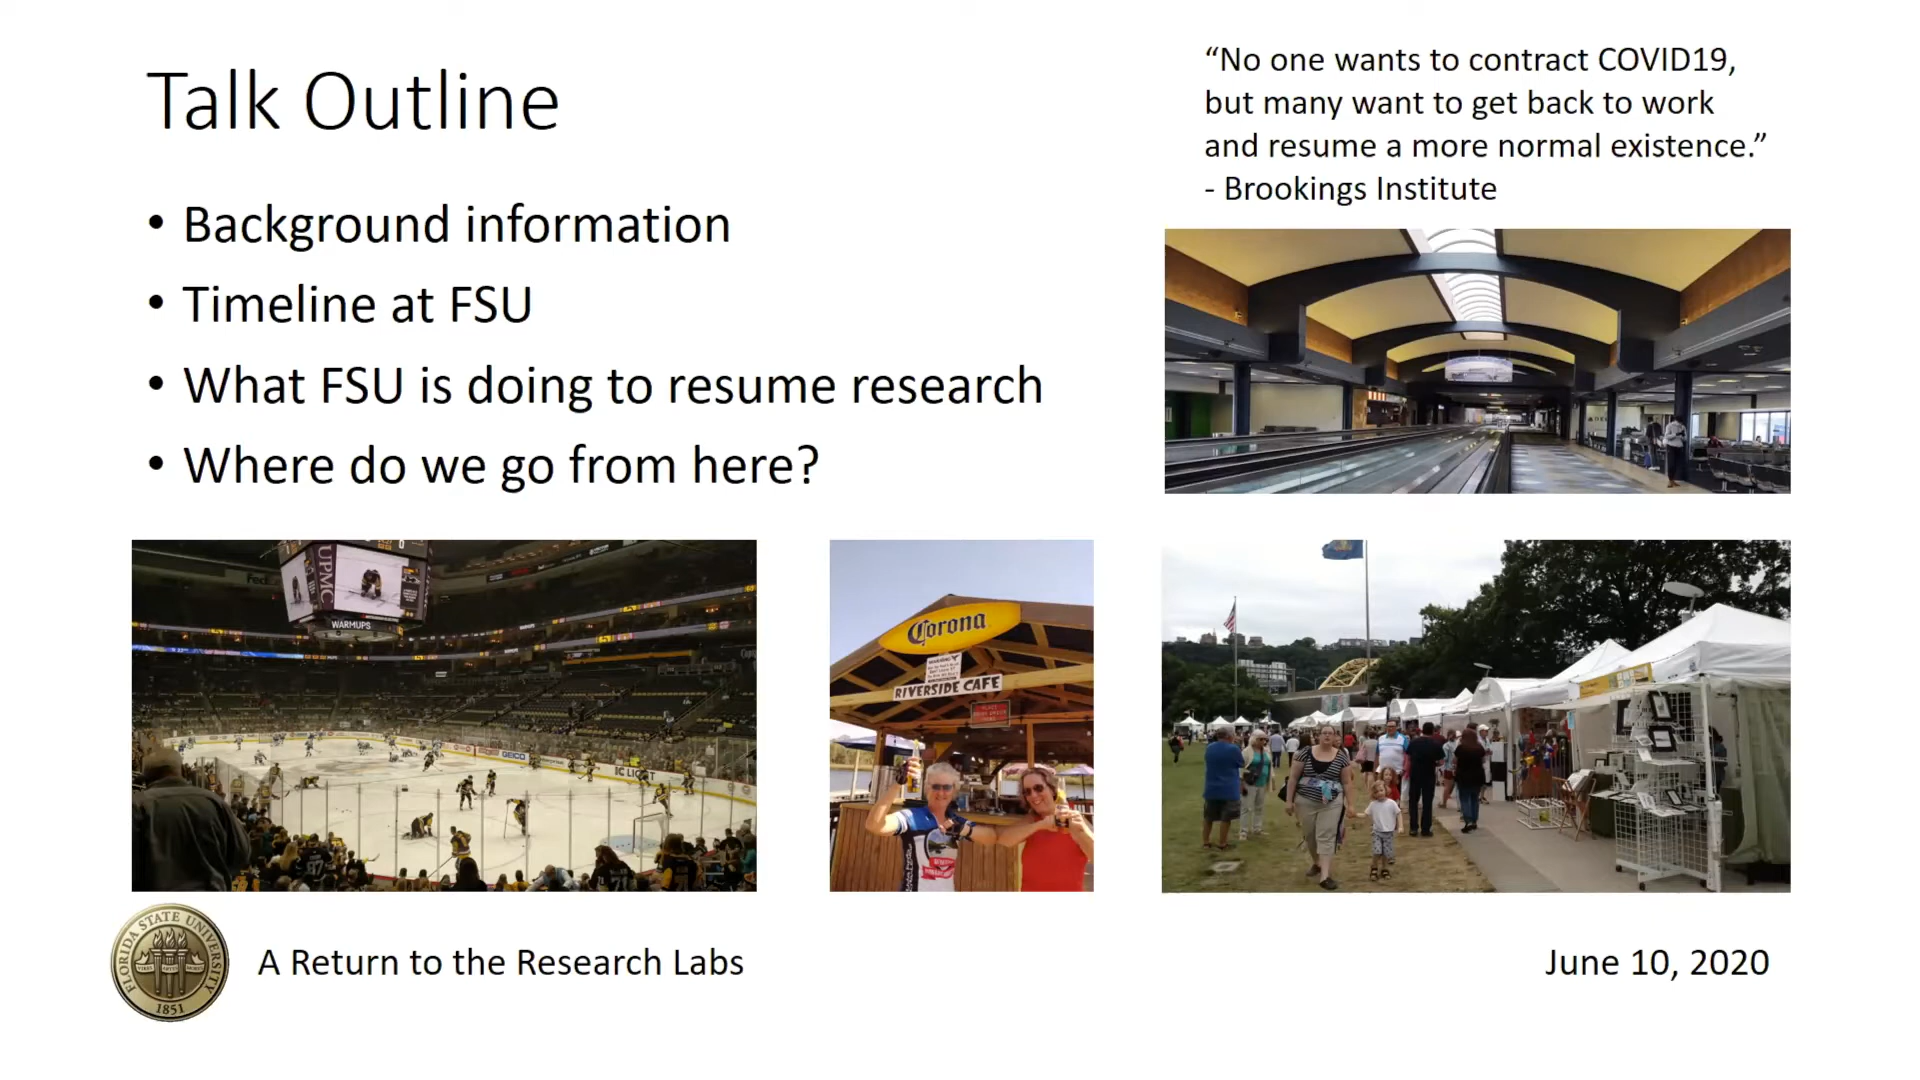 Talk Outline
“No one wants to contract COVID19,
but many want to get back to work
and resume a more normal existence.”
- Brookings Institute
• Background information
• Timeline at FSU
• What FSU is doing to resume research
• Where do we go from here?
UPMC
WARMUPS
GEICO
Corona
RIVERSIDE CAFE
FLORIDA STATE UNIVERSITY
1851
A Return to the Research Labs
June 10, 2020